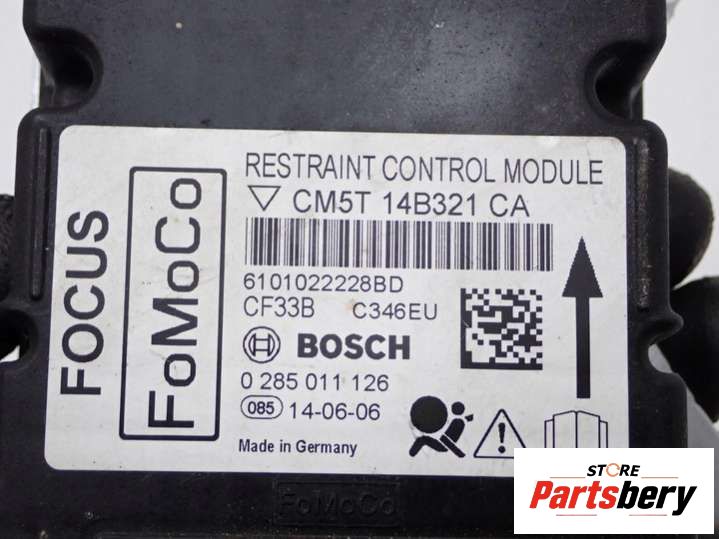 FOCUS
FoMoCo
RESTRAINT CONTROL MODULE
CM5T 14B321 CA
6101022228BD
CF33B C346EU
BOSCH
0 285 011 126
085 14-06-06
Made in Germany
FoMoCo
STORE
Partsbery